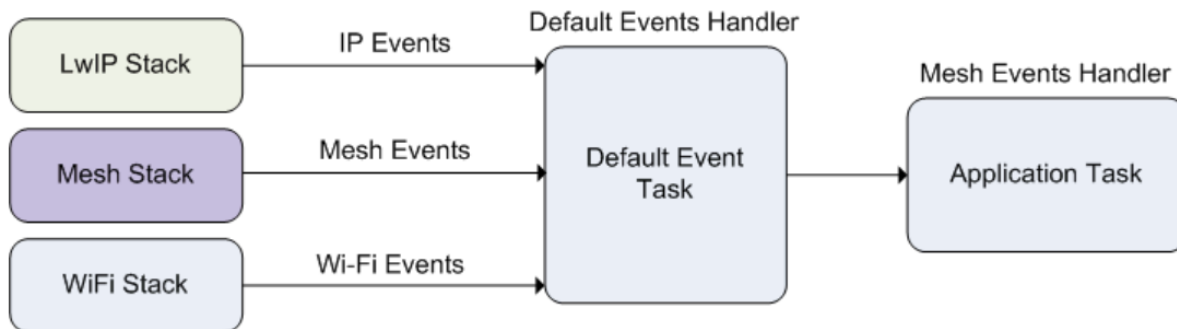 Default Events Handler
LwIP Stack
IP Events
Mesh Events Handler
Mesh Stack
Mesh Events
Default Event
Task
Application Task
WiFi Stack
Wi-Fi Events